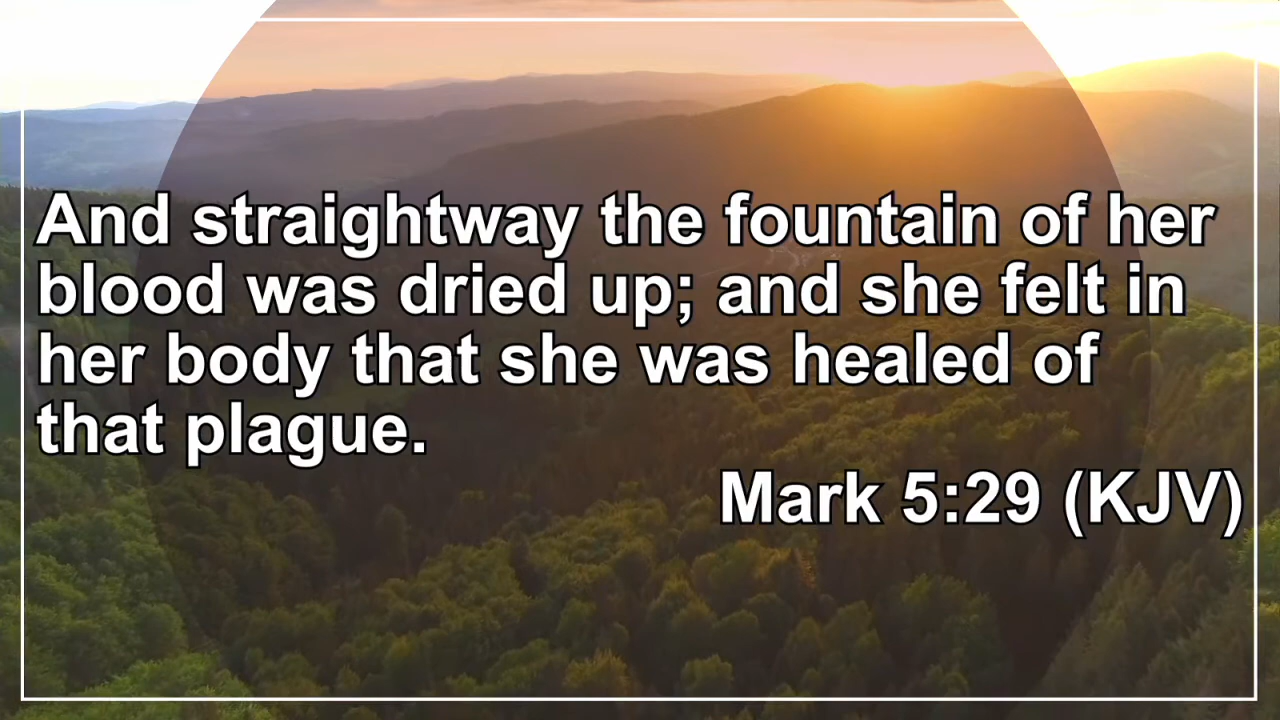 And straightway the fountain of her
blood was dried up; and she felt in
her body that she was healed of
that plague.
Mark 5:29 (KJV)